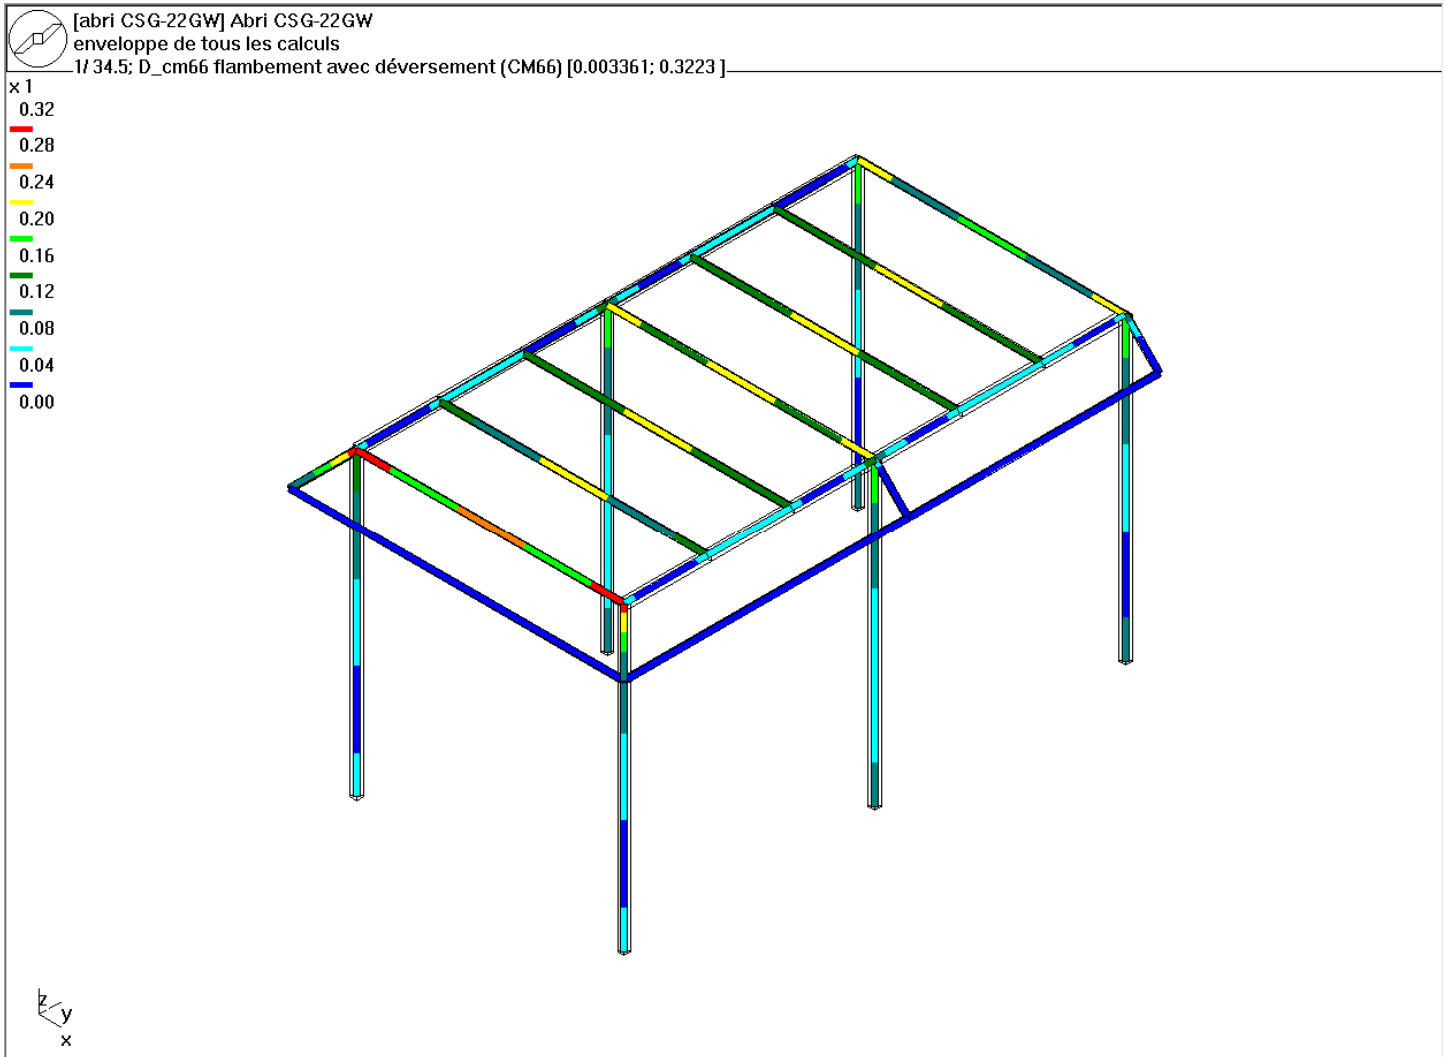 [abri CSG-22GW] Abri CSG-22GW
enveloppe de tous les calculs
1/ 34.5; D_cm66 flambement avec déversement (CM66) [0.003361; 0.3223 ]
x 1
0.32
0.28
0.24
0.20
0.16
0.12
0.08
0.04
0.00
z
y
x